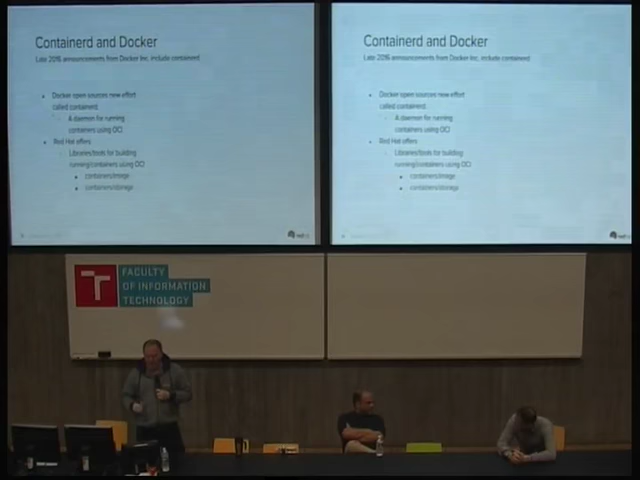 Containerd and Docker
Late 2016 announcements from Docker Inc. include containerd
Docker open sources new effort
called containerd.
A daemon for running
containers using OCI
Red Hat offers
Libraries/tools for building
running/containers using OCI
containers/image
containers/storage
Containerd and Docker
Late 2016 announcements from Docker Inc. include containerd
Docker open sources new effort
called containerd.
A daemon for running
containers using OCI
Red Hat offers
Libraries/tools for building
running/containers using OCI
containers/image
containers/storage
FACULTY
OF INFORMATION
TECHNOLOGY